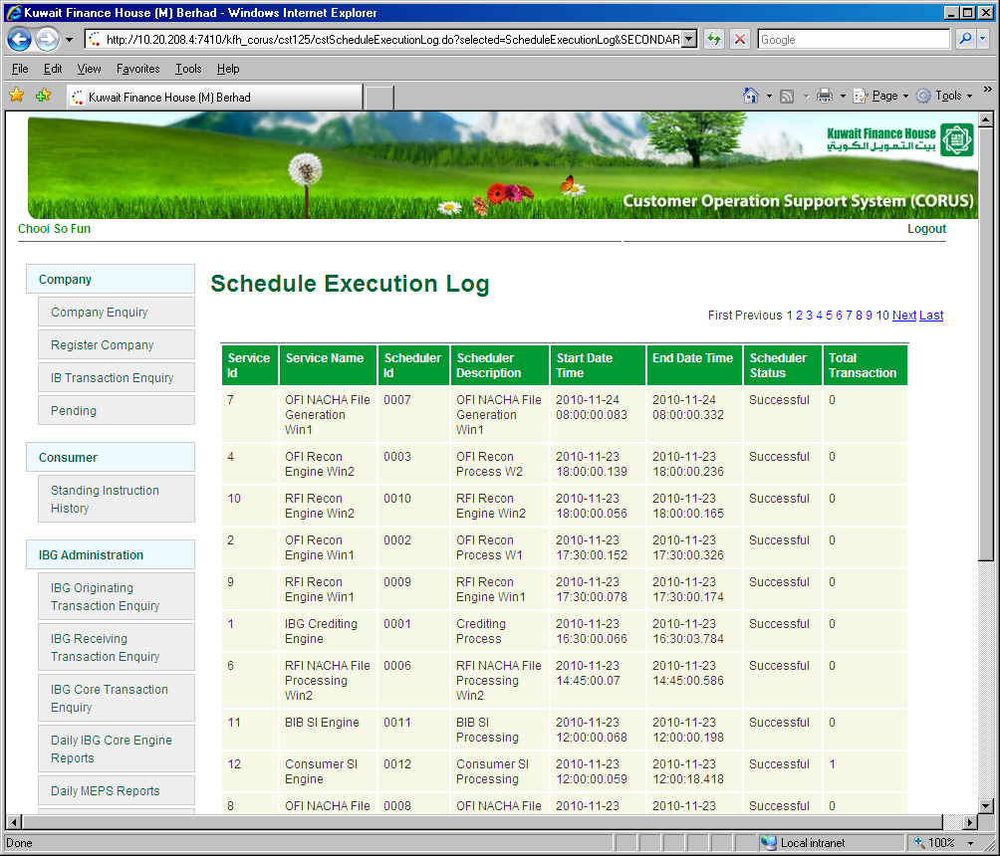 Kuwait Finance House (M) Berhad - Windows Internet Explorer
http://10.20.208.4:7410/kfh_corus/cst125/cstScheduleExecutionLog.do?selected=ScheduleExecutionLog&SECONDAR
Google
File Edit View Favorites Tools Help
Kuwait Finance House (M) Berhad
Page Tools »
Kuwait Finance House
بيت التمويل الكويتي
Customer Operation Support System (CORUS)
Chooi So Fun
Logout
Company
Company Enquiry
Register Company
IB Transaction Enquiry
Pending
Consumer
Standing Instruction
History
IBG Administration
IBG Originating
Transaction Enquiry
IBG Receiving
Transaction Enquiry
IBG Core Transaction
Enquiry
Daily IBG Core Engine
Reports
Daily MEPS Reports
Schedule Execution Log
First Previous 1 2 3 4 5 6 7 8 9 10 Next Last
Service Service Name Scheduler Scheduler Start Date End Date Time Scheduler Total
Id Id Description Time Status Transaction
7 OFI NACHA File 0007 OFI NACHA File 2010-11-24 2010-11-24 Successful 0
Generation Generation 08:00:00.083 08:00:00.332
Win1 Win1
4 OFI Recon 0003 OFI Recon 2010-11-23 2010-11-23 Successful 0
Engine Win2 Process W2 18:00:00.139 18:00:00.236
10 RFI Recon 0010 RFI Recon 2010-11-23 2010-11-23 Successful 0
Engine Win2 Engine Win2 18:00:00.056 18:00:00.165
2 OFI Recon 0002 OFI Recon 2010-11-23 2010-11-23 Successful 0
Engine Win1 Process W1 17:30:00.152 17:30:00.326
9 RFI Recon 0009 RFI Recon 2010-11-23 2010-11-23 Successful 0
Engine Win1 Engine Win1 17:30:00.078 17:30:00.174
1 IBG Crediting 0001 Crediting 2010-11-23 2010-11-23 Successful 0
Engine Process 16:30:00.066 16:30:03.784
6 RFI NACHA File 0006 RFI NACHA File 2010-11-23 2010-11-23 Successful 0
Processing Processing 14:45:00.07 14:45:00.586
Win2 Win2
11 BIB SI Engine 0011 BIB SI 2010-11-23 2010-11-23 Successful 0
Processing 12:00:00.068 12:00:00.198
12 Consumer SI 0012 Consumer SI 2010-11-23 2010-11-23 Successful 1
Engine Processing 12:00:00.059 12:00:18.418
8 OFI NACHA File 0008 OFI NACHA File 2010-11-23 2010-11-23 Successful 0
Done
Local intranet
100%